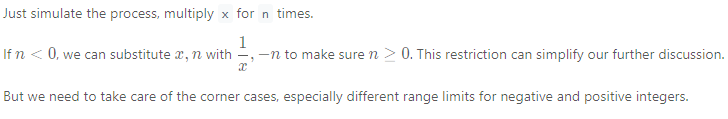 Just simulate the process, multiply x for n times.
If n < 0, we can substitute x, n with \frac{1}{x}, −n to make sure n ≥ 0. This restriction can simplify our further discussion.
But we need to take care of the corner cases, especially different range limits for negative and positive integers.